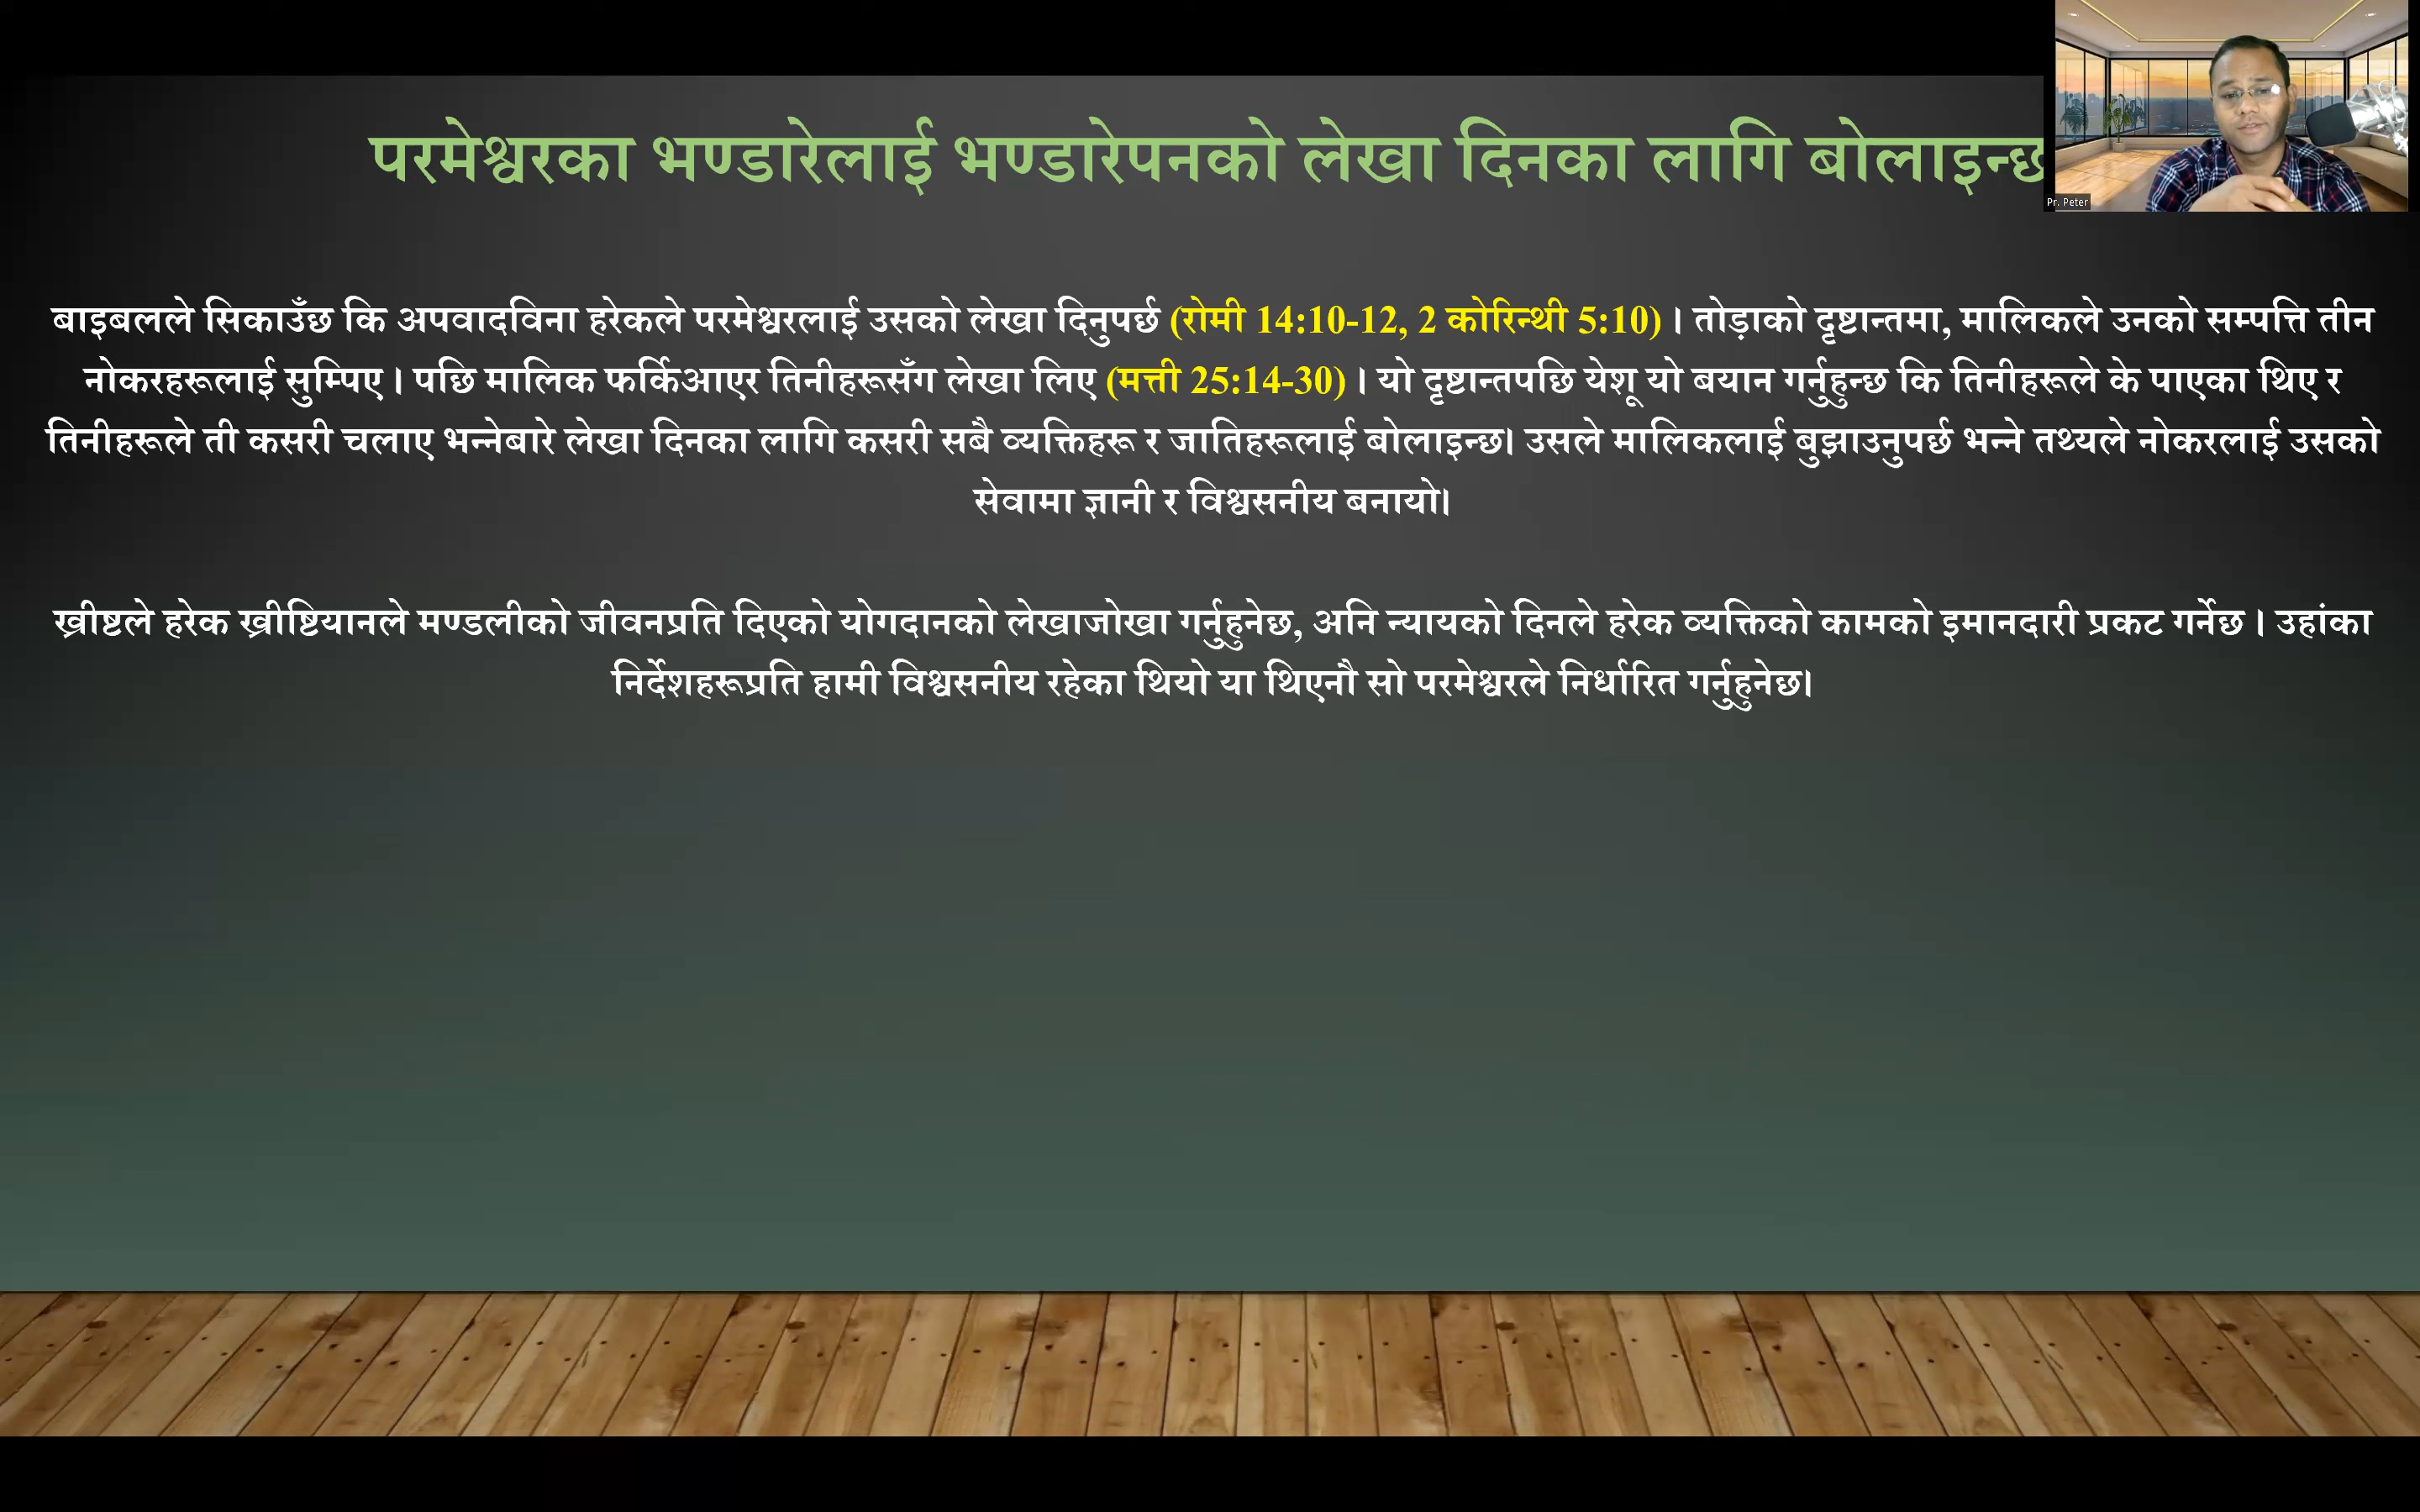 परमेश्वरका भण्डारेलाई भण्डारेपनको लेखा दिनका लागि बोलाइन्छ
Pr. Peter
बाइबलले सिकाउँछ कि अपवादविना हरेकले परमेश्वरलाई उसको लेखा दिनुपर्छ (रोमी 14:10-12, 2 कोरिन्थी 5:10) । तोड़ाको दृष्टान्तमा, मालिकले उनको सम्पत्ति तीन
नोकरहरूलाई सुम्पिए । पछि मालिक फर्किआएर तिनीहरूसँग लेखा लिए (मत्ती 25:14-30) । यो दृष्टान्तपछि येशू यो बयान गर्नुहुन्छ कि तिनीहरूले के पाएका थिए र
तिनीहरूले ती कसरी चलाए भन्नेबारे लेखा दिनका लागि कसरी सबै व्यक्तिहरू र जातिहरूलाई बोलाइन्छ। उसले मालिकलाई बुझाउनुपर्छ भन्ने तथ्यले नोकरलाई उसको
सेवामा ज्ञानी र विश्वसनीय बनायो।
ख्रीष्टले हरेक ख्रीष्टियानले मण्डलीको जीवनप्रति दिएको योगदानको लेखाजोखा गर्नुहुनेछ, अनि न्यायको दिनले हरेक व्यक्तिको कामको इमानदारी प्रकट गर्नेछ । उहांका
निर्देशहरूप्रति हामी विश्वसनीय रहेका थियो या थिएनौ सो परमेश्वरले निर्धारित गर्नुहुनेछ।